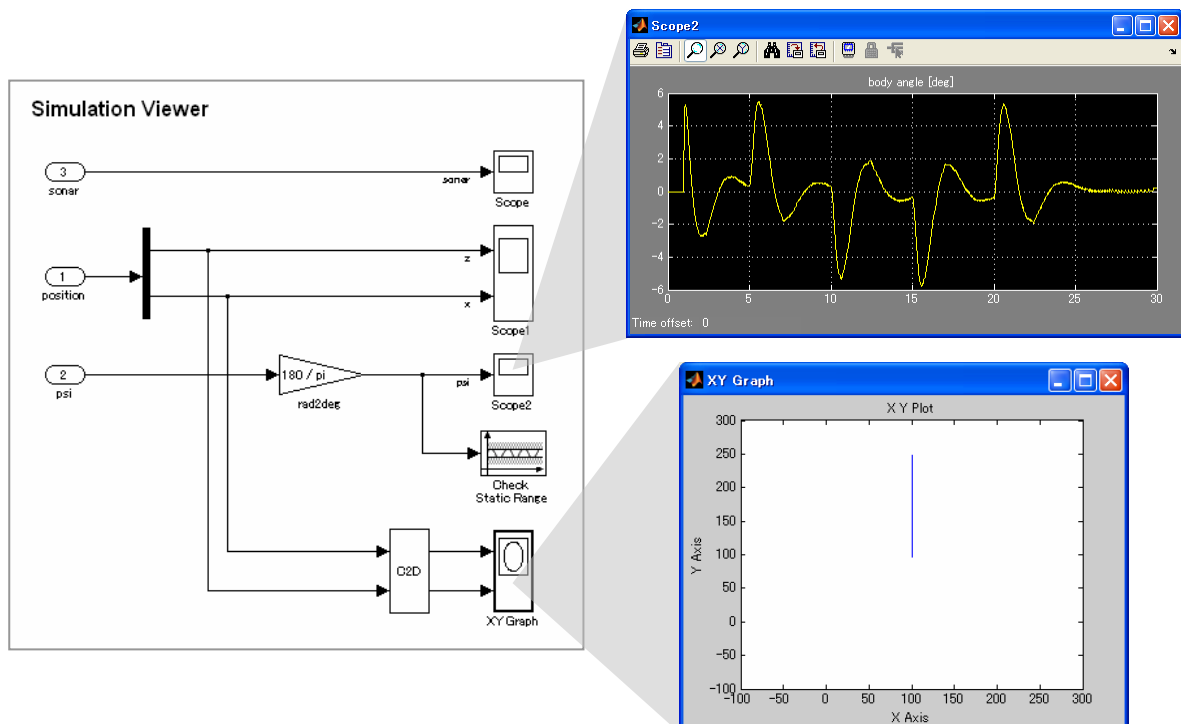 Simulation Viewer
3
sonar
sonar
Scope
1
position
z
x
Scope1
2
psi
180 / pi
rad2deg
psi
Scope2
Check
Static Range
C2D
XY Graph
Scope2
body angle [deg]
6
4
2
0
-2
-4
-6
0 5 10 15 20 25 30
Time offset: 0
XY Graph
X Y Plot
300
250
200
150
100
50
0
-50
-100
Y Axis
-100 -50 0 50 100 150 200 250 300
X Axis